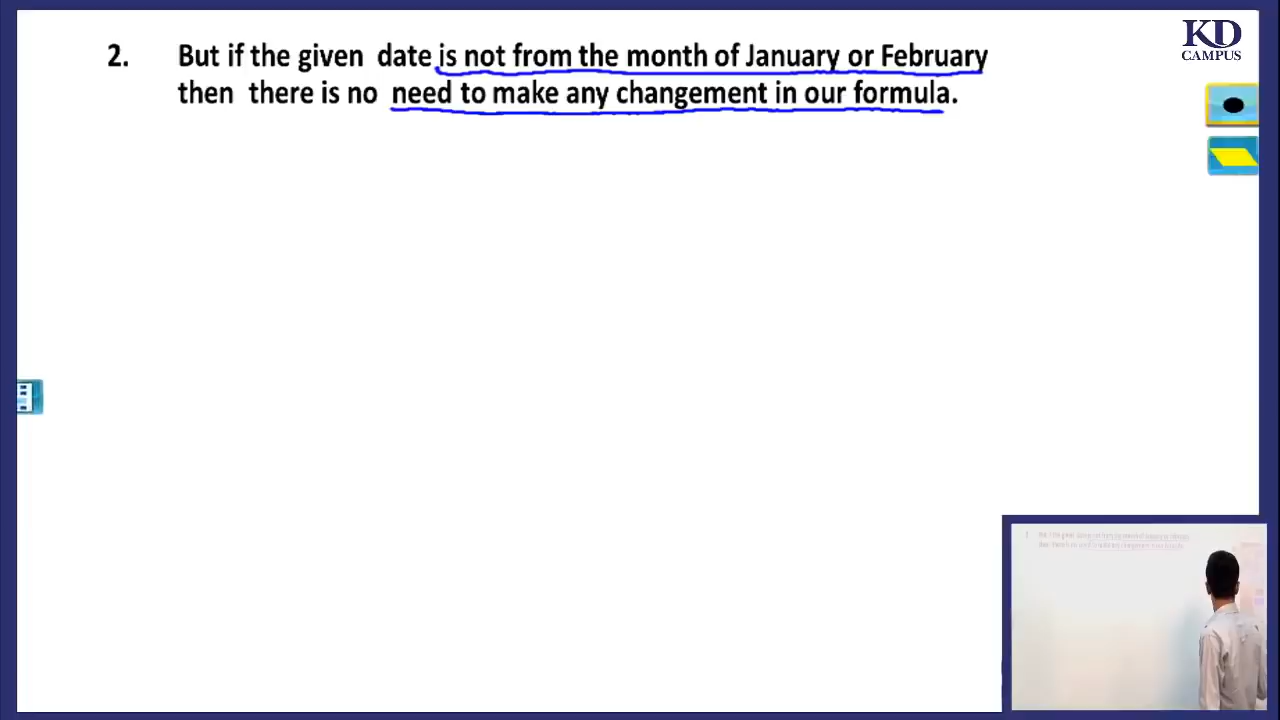 KD
CAMPUS
2. But if the given date is not from the month of January or February
then there is no need to make any changement in our formula.